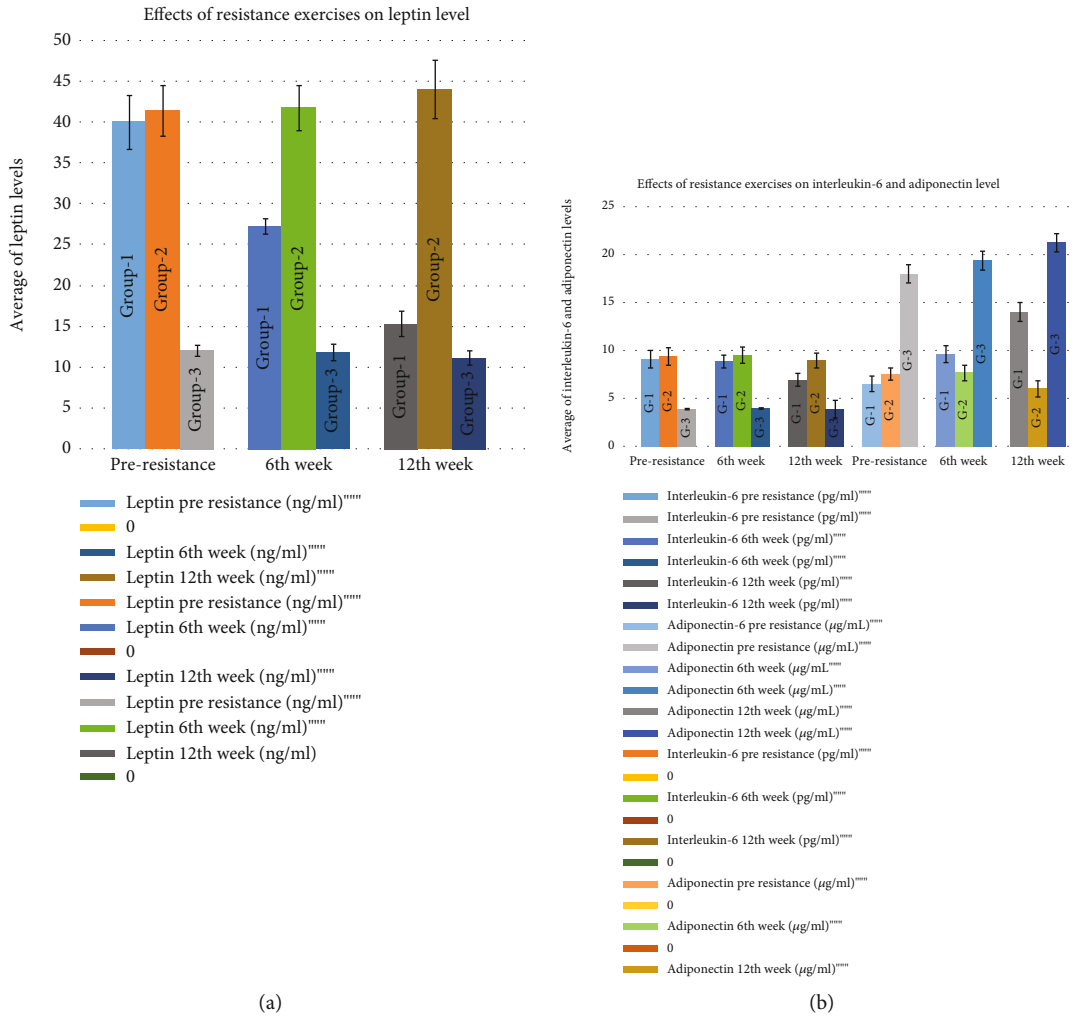 Effects of resistance exercises on leptin level
Average of leptin levels
50
45
40
35
30
25
20
15
10
5
0
Group-1
Group-2
Group-3
Group-1
Group-2
Group-3
Group-1
Group-2
Group-3
Pre-resistance
6th week
12th week
Leptin pre resistance (ng/ml)""""
0
Leptin 6th week (ng/ml)""""
Leptin 12th week (ng/ml)""""
Leptin pre resistance (ng/ml)""""
Leptin 6th week (ng/ml)""""
0
Leptin 12th week (ng/ml)""""
Leptin pre resistance (ng/ml)""""
Leptin 6th week (ng/ml)""""
Leptin 12th week (ng/ml)
0
(a)
Effects of resistance exercises on interleukin-6 and adiponectin level
Average of interleukin-6 and adiponectin levels
25
20
15
10
5
0
G-1
G-2
G-3
G-1
G-2
G-3
G-1
G-2
G-3
G-1
G-2
G-3
G-1
G-2
G-3
G-1
G-2
G-3
Pre-resistance
6th week
12th week
Pre-resistance
6th week
12th week
Interleukin-6 pre resistance (pg/ml)""""
Interleukin-6 pre resistance (pg/ml)""""
Interleukin-6 6th week (pg/ml)""""
Interleukin-6 6th week (pg/ml)""""
Interleukin-6 12th week (pg/ml)""""
Interleukin-6 12th week (pg/ml)""""
Adiponectin-6 pre resistance (μg/mL)""""
Adiponectin pre resistance (μg/mL)""""
Adiponectin 6th week (μg/mL""""
Adiponectin 6th week (μg/mL)""""
Adiponectin 12th week (μg/mL)""""
Adiponectin 12th week (μg/mL)""""
Interleukin-6 pre resistance (pg/ml)""""
0
Interleukin-6 6th week (pg/ml)""""
0
Interleukin-6 12th week (pg/ml)""""
0
Adiponectin pre resistance (μg/ml)""""
0
Adiponectin 6th week (μg/ml)""""
0
Adiponectin 12th week (μg/ml)""""
(b)